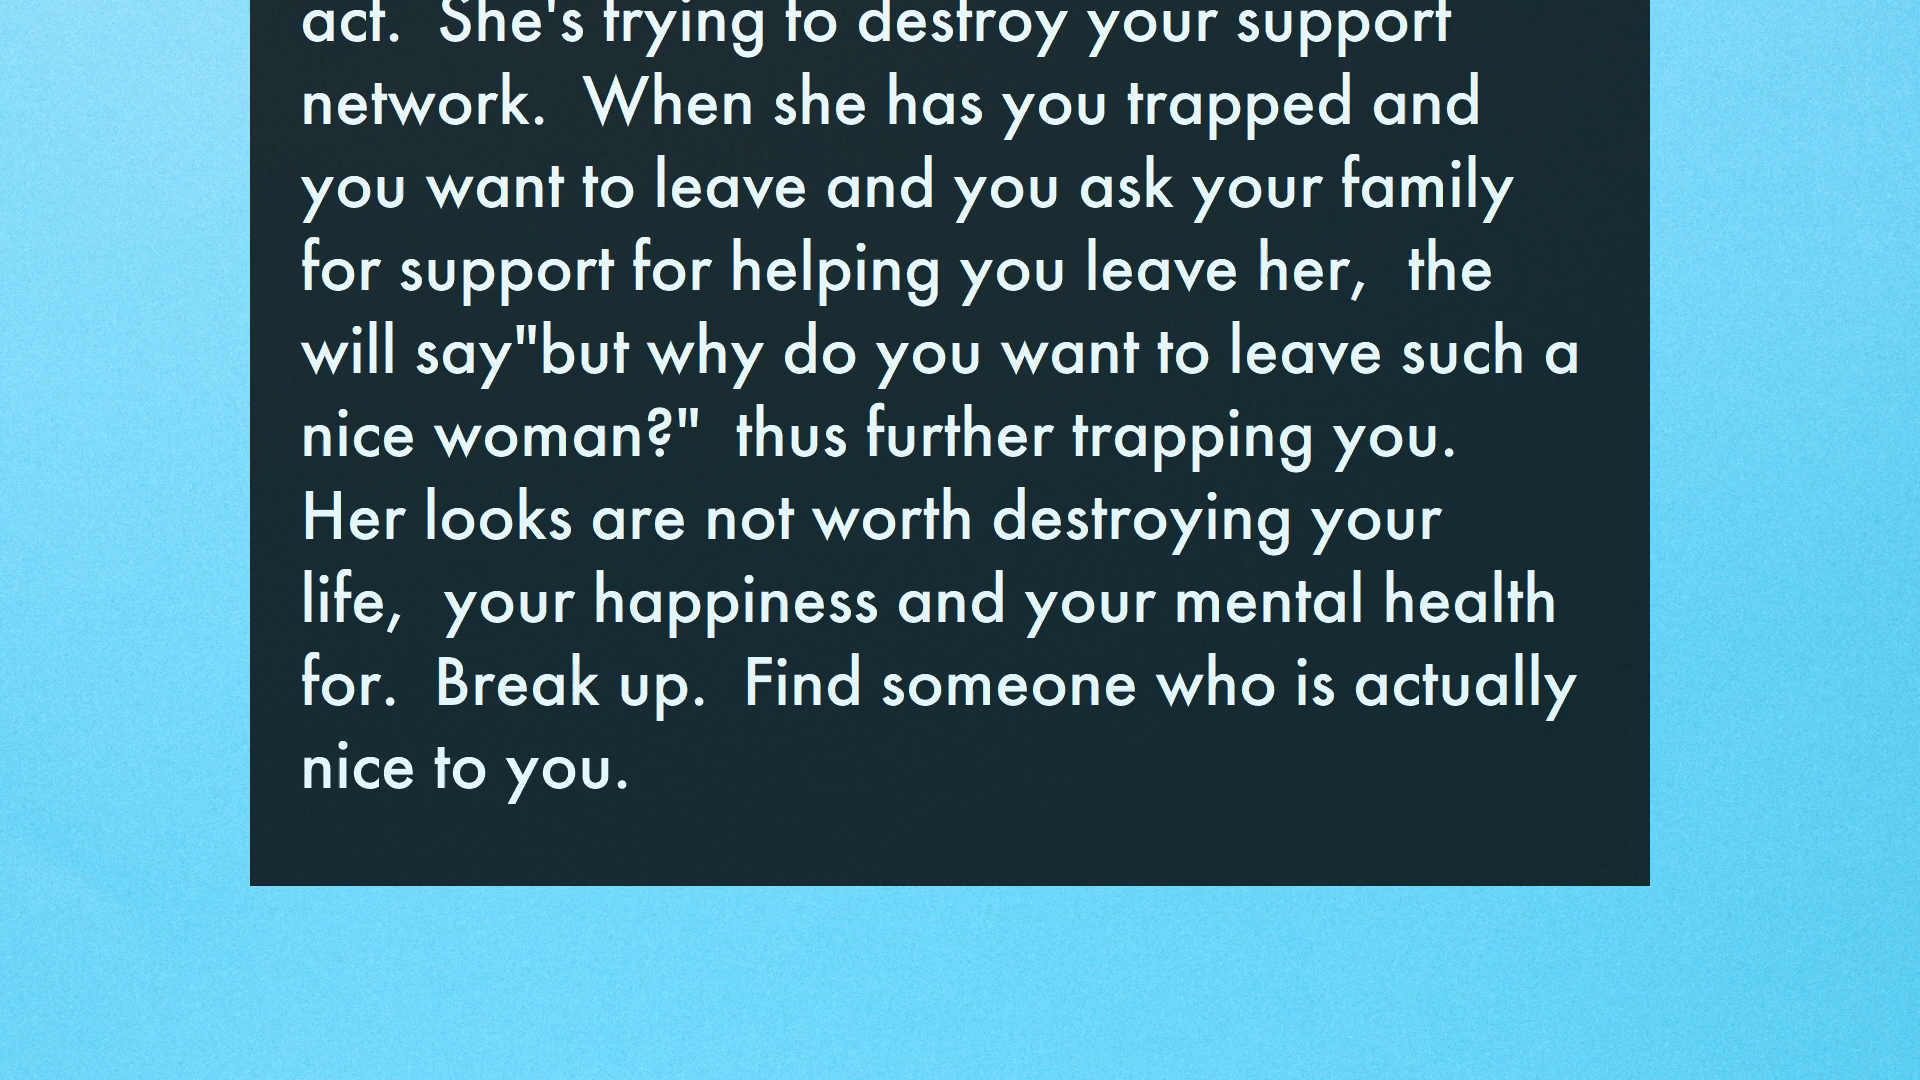 act.  She's trying to destroy your support
network.  When she has you trapped and
you want to leave and you ask your family
for support for helping you leave her,  the
will say"but why do you want to leave such a
nice woman?"  thus further trapping you.
Her looks are not worth destroying your
life,  your happiness and your mental health
for.  Break up.  Find someone who is actually
nice to you.